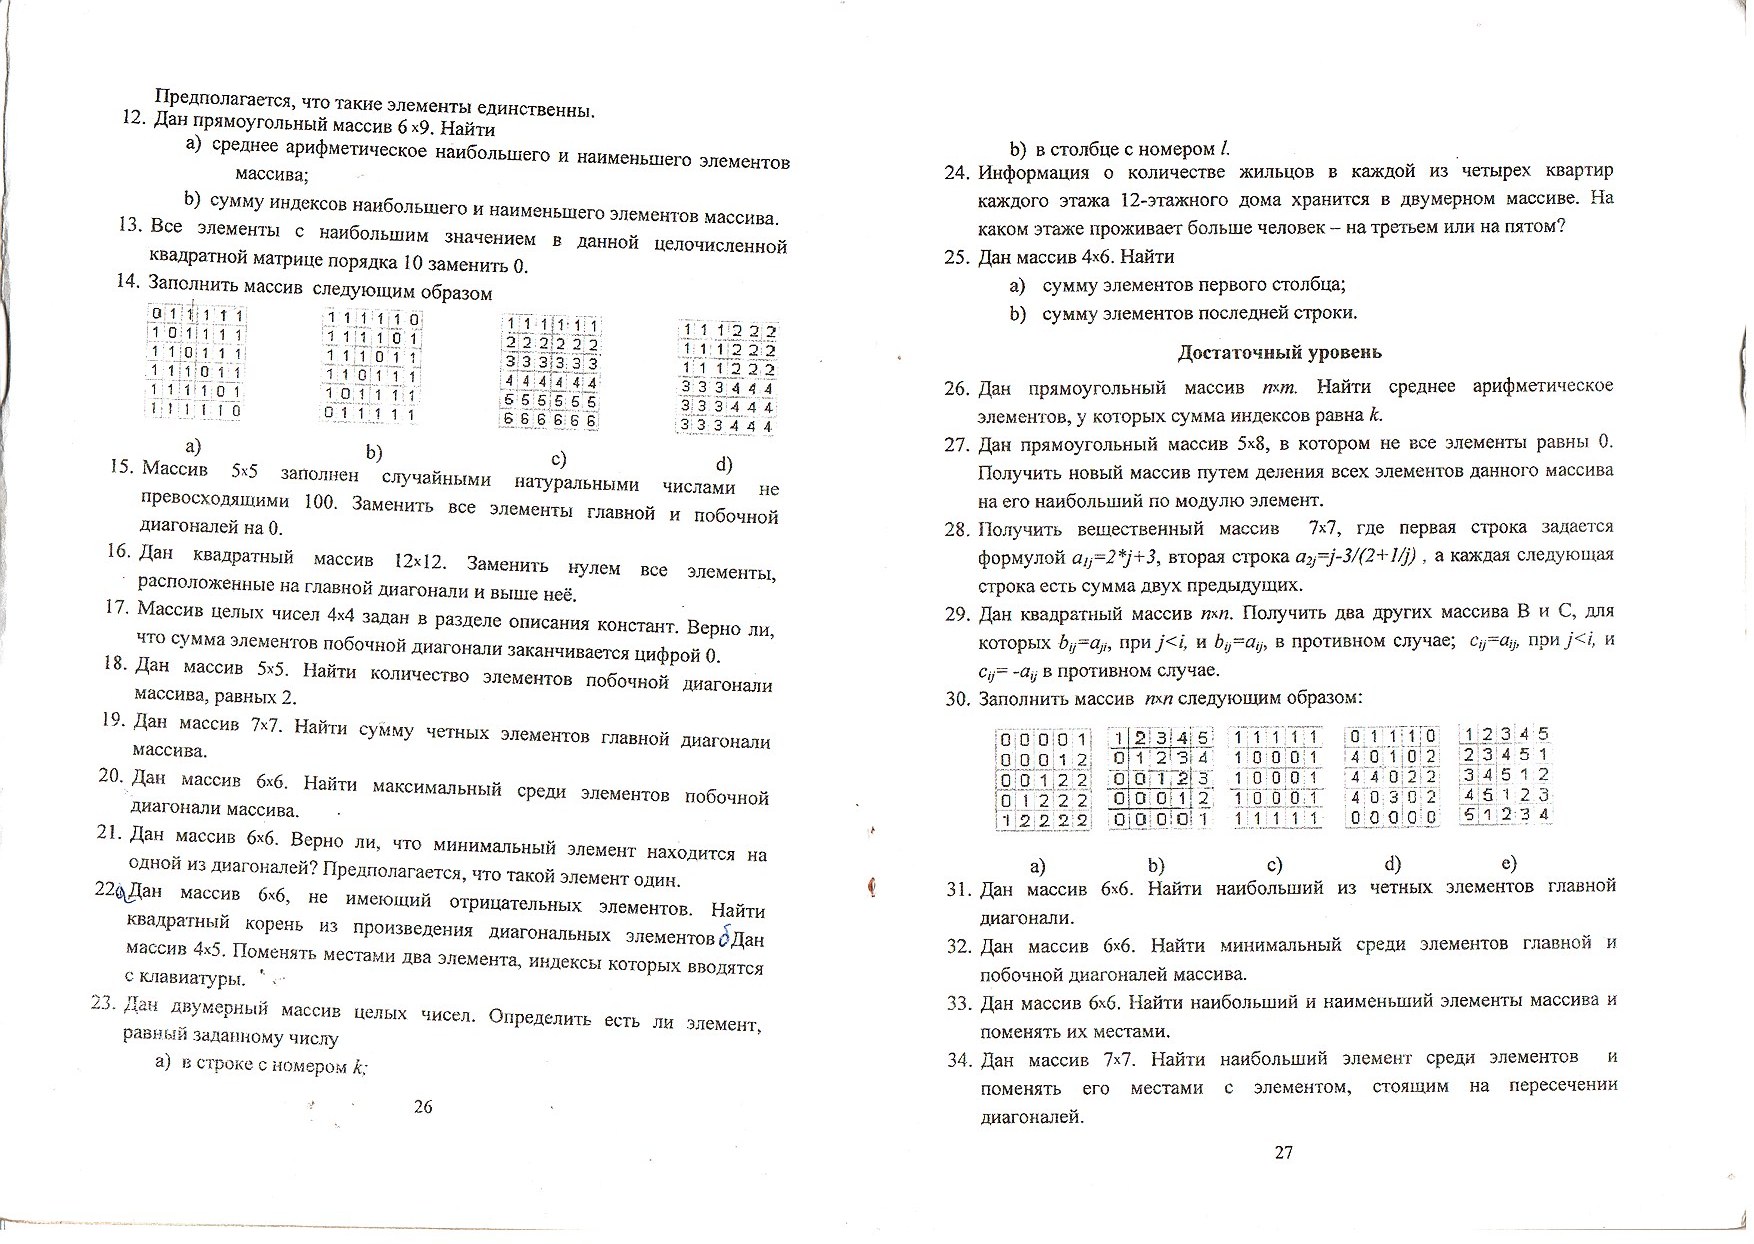 Предполагается, что такие элементы единственны.
12. Дан прямоугольный массив 6×9. Найти
a) среднее арифметическое наибольшего и наименьшего элементов
массива;
b) сумму индексов наибольшего и наименьшего элементов массива.
13. Все элементы с наибольшим значением в данной целочисленной
квадратной матрице порядка 10 заменить 0.
14. Заполнить массив следующим образом
0 1 1 1 1 1
1 0 1 1 1 1
1 1 0 1 1 1
1 1 1 0 1 1
1 1 1 1 0 1
1 1 1 1 1 0
a)
1 1 1 1 1 0
1 1 1 1 0 1
1 1 1 0 1 1
1 1 0 1 1 1
1 0 1 1 1 1
0 1 1 1 1 1
b)
1 1 1 1 1 1
2 2 2 2 2 2
3 3 3 3 3 3
4 4 4 4 4 4
5 5 5 5 5 5
6 6 6 6 6 6
c)
1 1 1 2 2 2
1 1 1 2 2 2
1 1 1 2 2 2
3 3 3 4 4 4
3 3 3 4 4 4
3 3 3 4 4 4
d)
15. Массив 5×5 заполнен случайными натуральными числами не
превосходящими 100. Заменить все элементы главной и побочной
диагоналей на 0.
16. Дан квадратный массив 12×12. Заменить нулем все элементы,
расположенные на главной диагонали и выше неё.
17. Массив целых чисел 4×4 задан в разделе описания констант. Верно ли,
что сумма элементов побочной диагонали заканчивается цифрой 0.
18. Дан массив 5×5. Найти количество элементов побочной диагонали
массива, равных 2.
19. Дан массив 7×7. Найти сумму четных элементов главной диагонали
массива.
20. Дан массив 6×6. Найти максимальный среди элементов побочной
диагонали массива.
21. Дан массив 6×6. Верно ли, что минимальный элемент находится на
одной из диагоналей? Предполагается, что такой элемент один.
22. а) Дан массив 6×6, не имеющий отрицательных элементов. Найти
квадратный корень из произведения диагональных элементов. б) Дан
массив 4×5. Поменять местами два элемента, индексы которых вводятся
с клавиатуры.
23. Дан двумерный массив целых чисел. Определить есть ли элемент,
равный заданному числу
a) в строке с номером k;
26
b) в столбце с номером l.
24. Информация о количестве жильцов в каждой из четырех квартир
каждого этажа 12-этажного дома хранится в двумерном массиве. На
каком этаже проживает больше человек – на третьем или на пятом?
25. Дан массив 4×6. Найти
a) сумму элементов первого столбца;
b) сумму элементов последней строки.
Достаточный уровень
26. Дан прямоугольный массив n×m. Найти среднее арифметическое
элементов, у которых сумма индексов равна k.
27. Дан прямоугольный массив 5×8, в котором не все элементы равны 0.
Получить новый массив путем деления всех элементов данного массива
на его наибольший по модулю элемент.
28. Получить вещественный массив 7×7, где первая строка задается
формулой a1j=2*j+3, вторая строка a2j=j-3/(2+1/j) , а каждая следующая
строка есть сумма двух предыдущих.
29. Дан квадратный массив n×n. Получить два других массива B и C, для
которых bij=aji, при j<i, и bij=aij, в противном случае; cij=aij, при j<i, и
cij= -aij в противном случае.
30. Заполнить массив n×n следующим образом:
0 0 0 0 1
0 0 0 1 2
0 0 1 2 2
0 1 2 2 2
1 2 2 2 2
a)
1 2 3 4 5
0 1 2 3 4
0 0 1 2 3
0 0 0 1 2
0 0 0 0 1
b)
1 1 1 1 1
1 0 0 0 1
1 0 0 0 1
1 0 0 0 1
1 1 1 1 1
c)
0 1 1 1 0
4 0 1 0 2
4 4 0 2 2
4 0 3 0 2
0 0 0 0 0
d)
1 2 3 4 5
2 3 4 5 1
3 4 5 1 2
4 5 1 2 3
5 1 2 3 4
e)
31. Дан массив 6×6. Найти наибольший из четных элементов главной
диагонали.
32. Дан массив 6×6. Найти минимальный среди элементов главной и
побочной диагоналей массива.
33. Дан массив 6×6. Найти наибольший и наименьший элементы массива и
поменять их местами.
34. Дан массив 7×7. Найти наибольший элемент среди элементов и
поменять его местами с элементом, стоящим на пересечении
диагоналей.
27